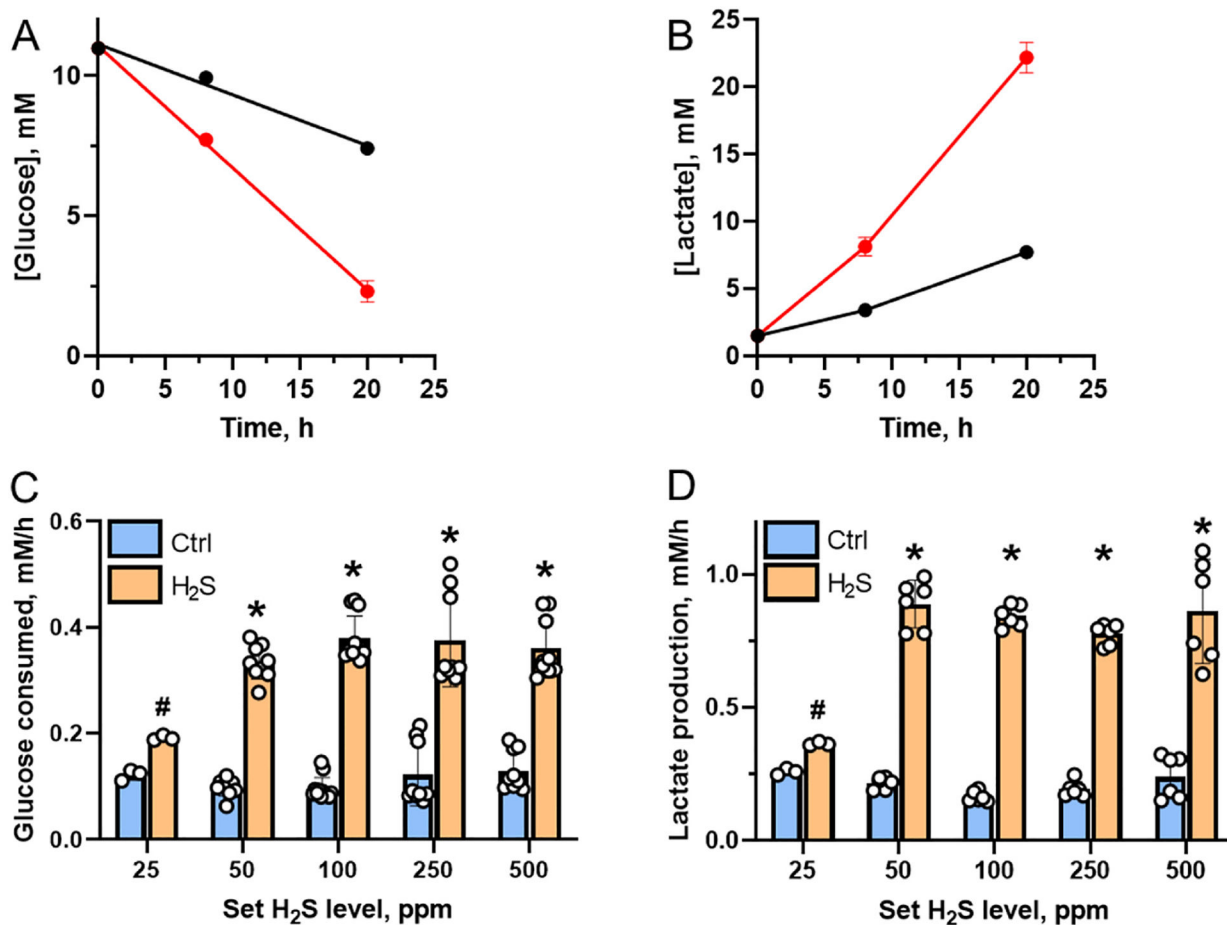 A
[Glucose], mM
10
5
0
0 5 10 15 20 25
Time, h
B
[Lactate], mM
25
20
15
10
5
0
0 5 10 15 20 25
Time, h
C
Glucose consumed, mM/h
0.6
0.4
0.2
0.0
Ctrl
H₂S
# * * * *
25 50 100 250 500
Set H₂S level, ppm
D
Lactate production, mM/h
1.0
0.5
0.0
Ctrl
H₂S
# * * * *
25 50 100 250 500
Set H₂S level, ppm